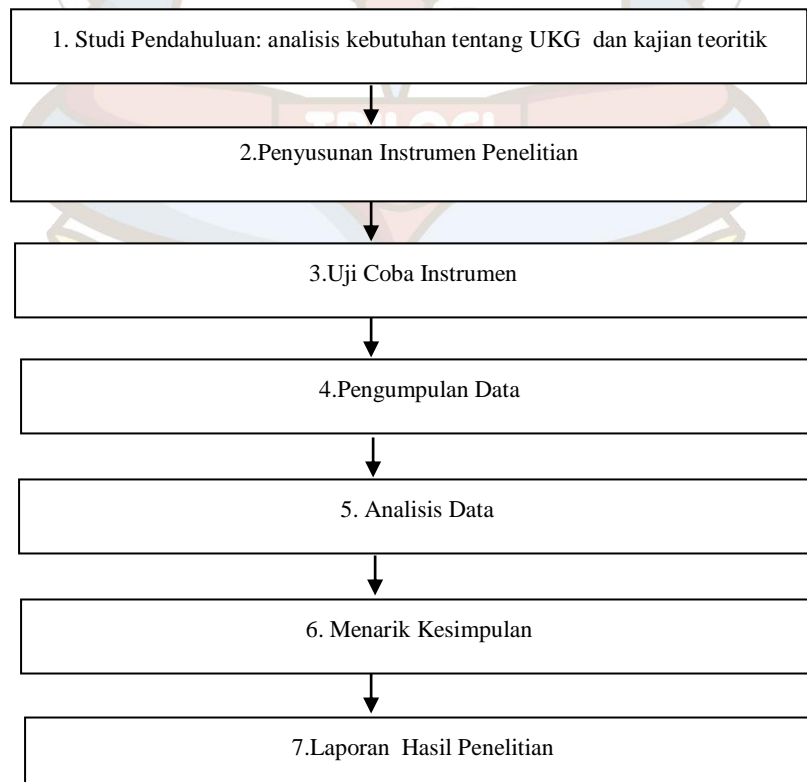 1. Studi Pendahuluan: analisis kebutuhan tentang UKG dan kajian teoritik
TRILOGI
2.Penyusunan Instrumen Penelitian
3.Uji Coba Instrumen
4.Pengumpulan Data
5. Analisis Data
6. Menarik Kesimpulan
7.Laporan Hasil Penelitian